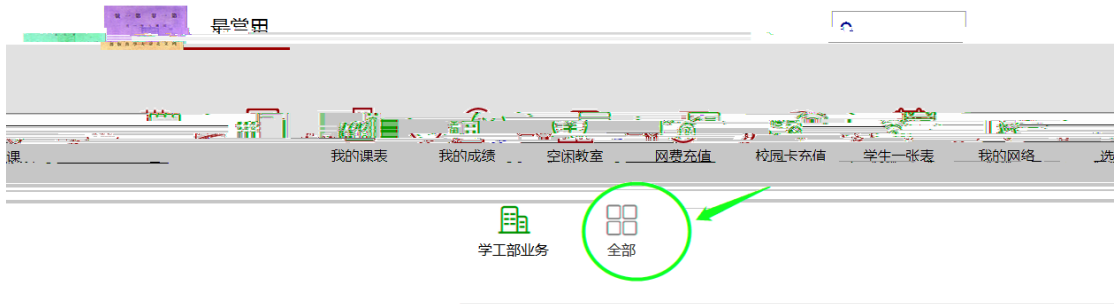 最常用
课 我的课表 我的成绩 空闲教室 网费充值 校园卡充值 学生一张表 我的网络 选
学工部业务 全部